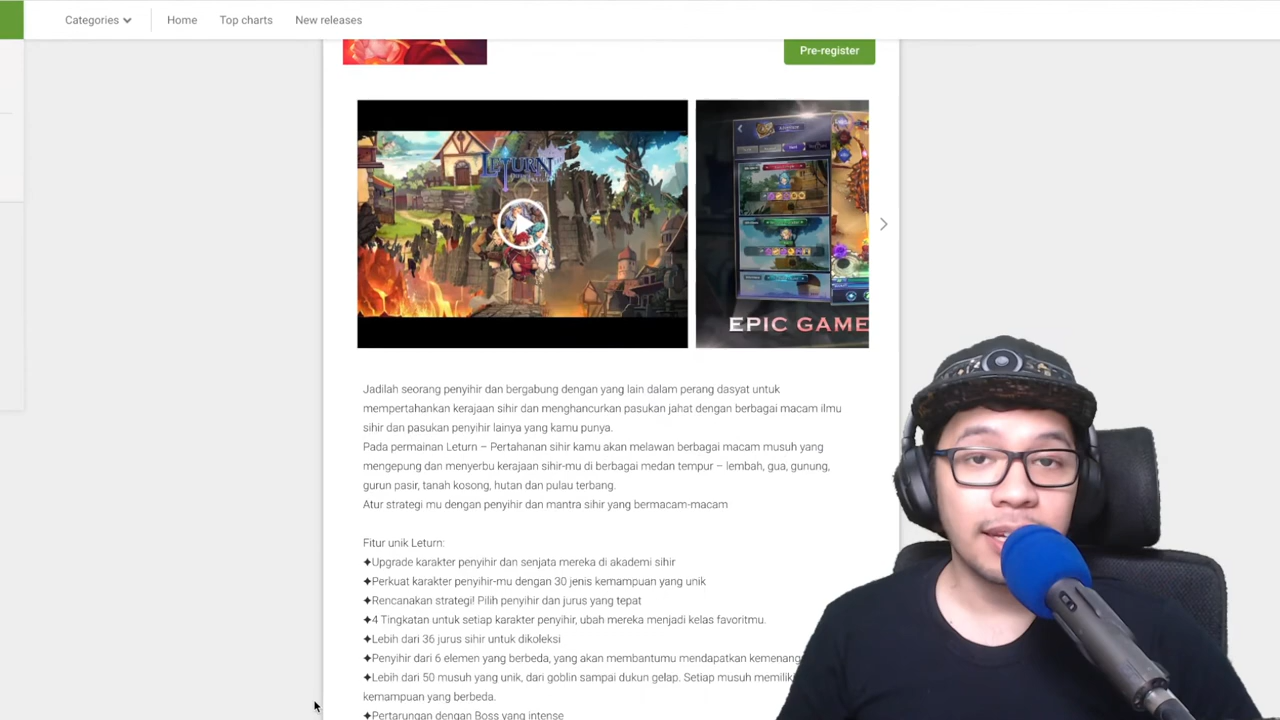 Categories
Home
Top charts
New releases
Pre-register
LETURN
EPIC GAME
Jadilah seorang penyihir dan bergabung dengan yang lain dalam perang dasyat untuk
mempertahankan kerajaan sihir dan menghancurkan pasukan jahat dengan berbagai macam ilmu
sihir dan pasukan penyihir lainya yang kamu punya.
Pada permainan Leturn – Pertahanan sihir kamu akan melawan berbagai macam musuh yang
mengepung dan menyerbu kerajaan sihir-mu di berbagai medan tempur – lembah, gua, gunung,
gurun pasir, tanah kosong, hutan dan pulau terbang.
Atur strategi mu dengan penyihir dan mantra sihir yang bermacam-macam
Fitur unik Leturn:
✦Upgrade karakter penyihir dan senjata mereka di akademi sihir
✦Perkuat karakter penyihir-mu dengan 30 jenis kemampuan yang unik
✦Rencanakan strategi! Pilih penyihir dan jurus yang tepat
✦4 Tingkatan untuk setiap karakter penyihir, ubah mereka menjadi kelas favoritmu.
✦Lebih dari 36 jurus sihir untuk dikoleksi
✦Penyihir dari 6 elemen yang berbeda, yang akan membantumu mendapatkan kemenang
✦Lebih dari 50 musuh yang unik, dari goblin sampai dukun gelap. Setiap musuh memiliki
kemampuan yang berbeda.
✦Pertarungan dengan Boss yang intense